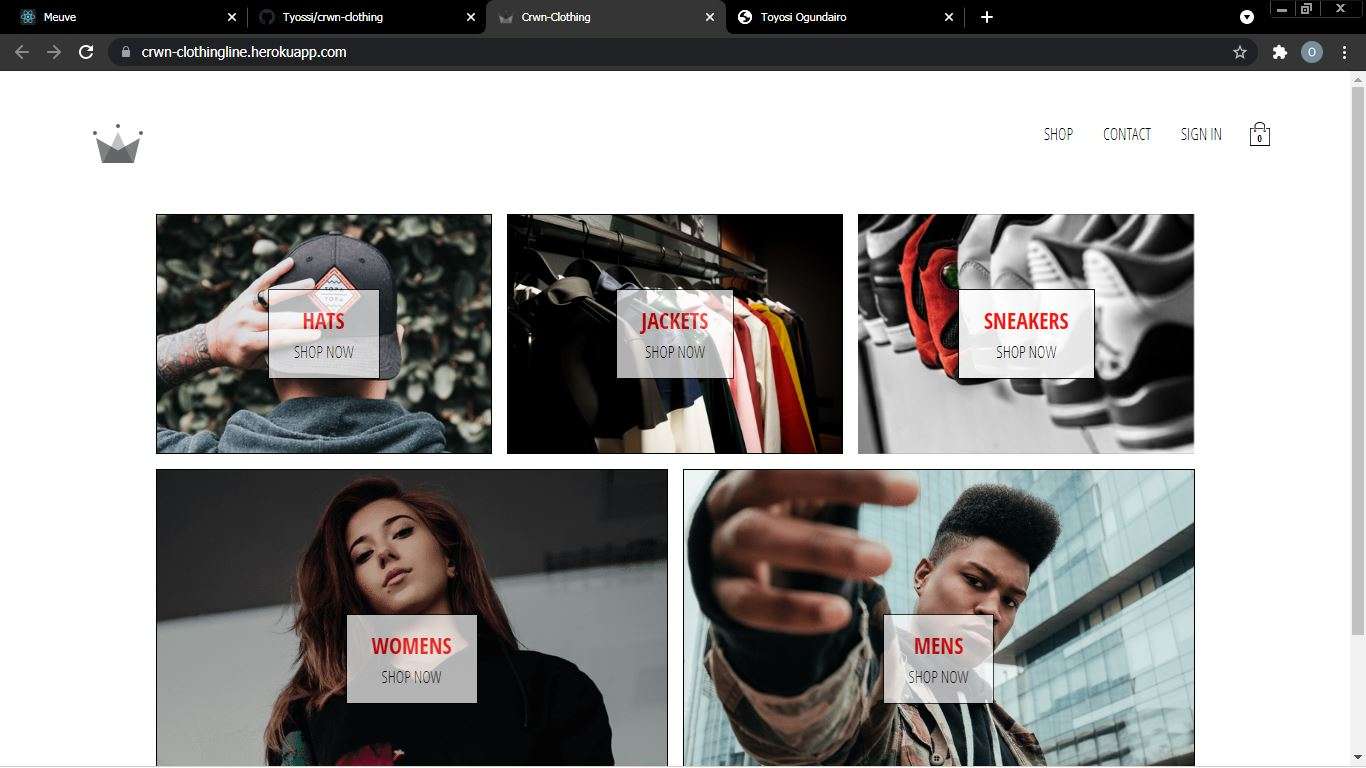 Meuve
Tyossi/crwn-clothing
Crwn-Clothing
Toyosi Ogundairo
crwn-clothingline.herokuapp.com
O
SHOP
CONTACT
SIGN IN
0
HATS
SHOP NOW
JACKETS
SHOP NOW
SNEAKERS
SHOP NOW
WOMENS
SHOP NOW
MENS
SHOP NOW